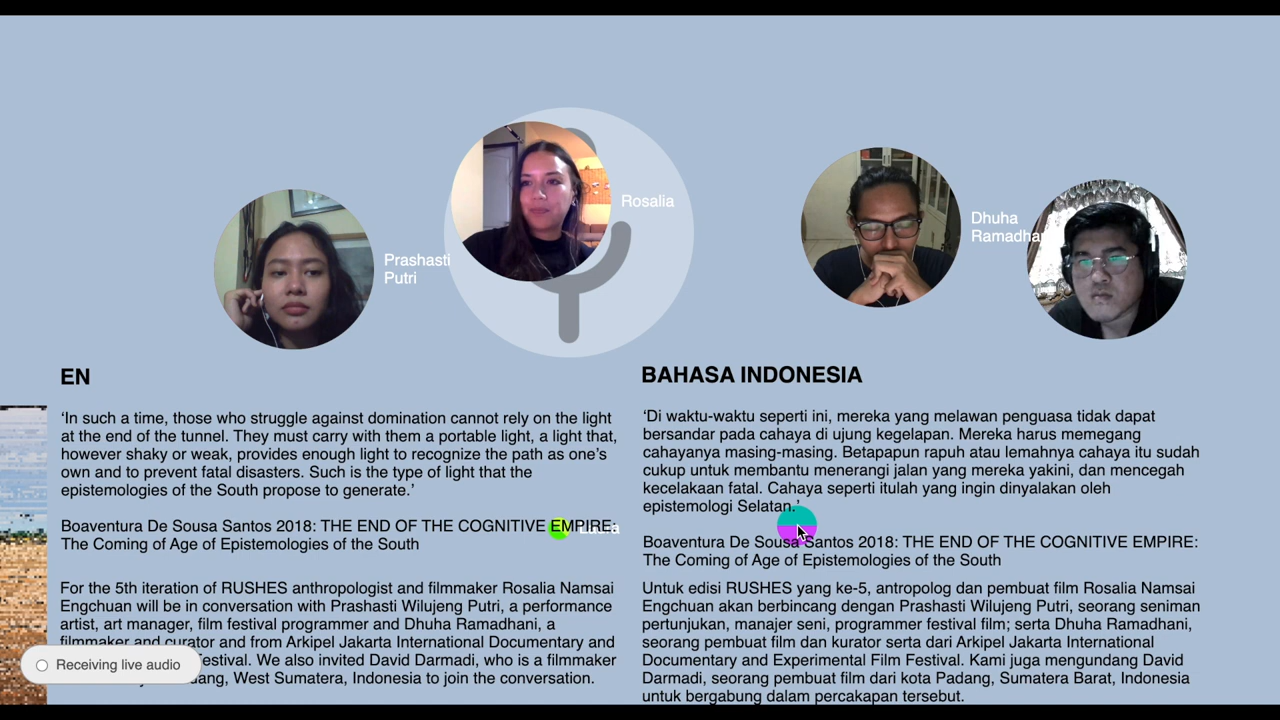 Rosalia
Prashasti
Putri
Dhuha
Ramadhan
EN
‘In such a time, those who struggle against domination cannot rely on the light
at the end of the tunnel. They must carry with them a portable light, a light that,
however shaky or weak, provides enough light to recognize the path as one’s
own and to prevent fatal disasters. Such is the type of light that the
epistemologies of the South propose to generate.’
Boaventura De Sousa Santos 2018: THE END OF THE COGNITIVE EMPIRE:
The Coming of Age of Epistemologies of the South
For the 5th iteration of RUSHES anthropologist and filmmaker Rosalia Namsai
Engchuan will be in conversation with Prashasti Wilujeng Putri, a performance
artist, art manager, film festival programmer and Dhuha Ramadhani, a
filmmaker and curator and from Arkipel Jakarta International Documentary and
estival. We also invited David Darmadi, who is a filmmaker
dang, West Sumatera, Indonesia to join the conversation.
Receiving live audio
BAHASA INDONESIA
‘Di waktu-waktu seperti ini, mereka yang melawan penguasa tidak dapat
bersandar pada cahaya di ujung kegelapan. Mereka harus memegang
cahayanya masing-masing. Betapapun rapuh atau lemahnya cahaya itu sudah
cukup untuk membantu menerangi jalan yang mereka yakini, dan mencegah
kecelakaan fatal. Cahaya seperti itulah yang ingin dinyalakan oleh
epistemologi Selatan.’
Boaventura De Sousa Santos 2018: THE END OF THE COGNITIVE EMPIRE:
The Coming of Age of Epistemologies of the South
Untuk edisi RUSHES yang ke-5, antropolog dan pembuat film Rosalia Namsai
Engchuan akan berbincang dengan Prashasti Wilujeng Putri, seorang seniman
pertunjukan, manajer seni, programmer festival film; serta Dhuha Ramadhani,
seorang pembuat film dan kurator serta dari Arkipel Jakarta International
Documentary and Experimental Film Festival. Kami juga mengundang David
Darmadi, seorang pembuat film dari kota Padang, Sumatera Barat, Indonesia
untuk bergabung dalam percakapan tersebut.